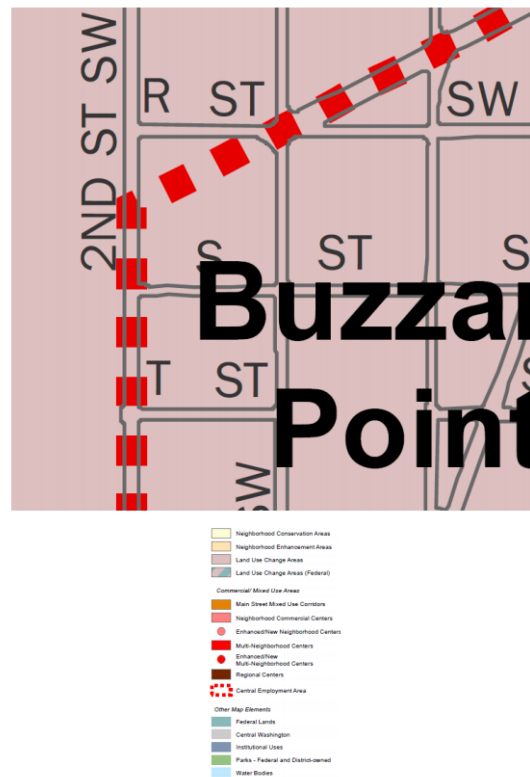 2ND ST SW
R ST SW
S ST S
Buzzar
T ST S
Point
SW
Neighborhood Conservation Areas
Neighborhood Enhancement Areas
Land Use Change Areas
Land Use Change Areas (Federal)
Commercial/ Mixed Use Areas
Main Street Mixed Use Corridors
Neighborhood Commercial Centers
Enhanced/New Neighborhood Centers
Multi-Neighborhood Centers
Enhanced/New
Multi-Neighborhood Centers
Regional Centers
Central Employment Area
Other Map Elements
Federal Lands
Central Washington
Institutional Uses
Parks - Federal and District-owned
Water Bodies